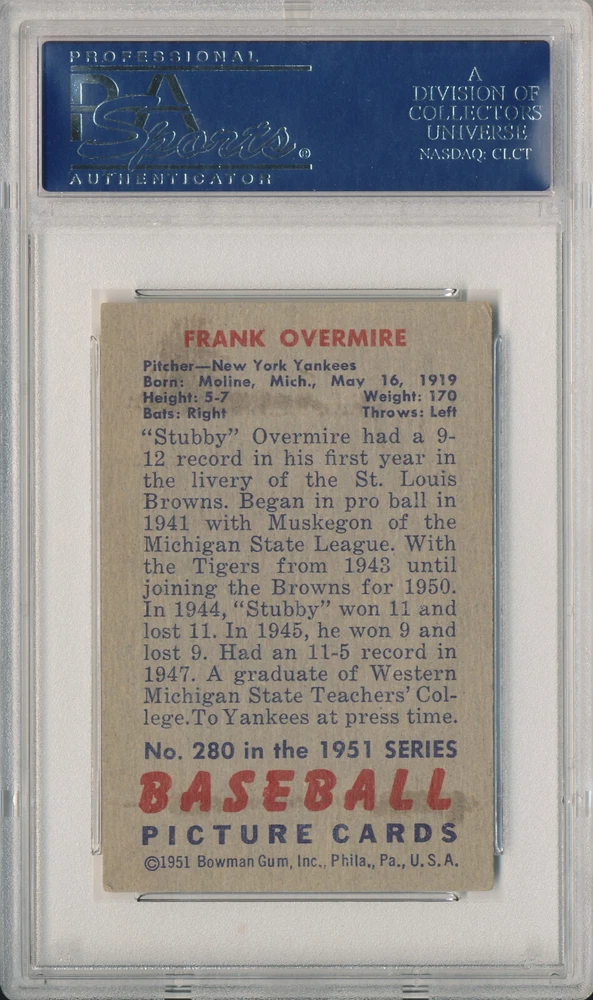 PROFESSIONAL
PSA
Sports®
AUTHENTICATOR
A
DIVISION OF
COLLECTORS
UNIVERSE
NASDAQ: CLCT
FRANK OVERMIRE
Pitcher—New York Yankees
Born: Moline, Mich., May 16, 1919
Height: 5-7 Weight: 170
Bats: Right Throws: Left
“Stubby” Overmire had a 9-
12 record in his first year in
the livery of the St. Louis
Browns. Began in pro ball in
1941 with Muskegon of the
Michigan State League. With
the Tigers from 1943 until
joining the Browns for 1950.
In 1944, “Stubby” won 11 and
lost 11. In 1945, he won 9 and
lost 9. Had an 11-5 record in
1947. A graduate of Western
Michigan State Teachers’ Col-
lege.To Yankees at press time.
No. 280 in the 1951 SERIES
BASEBALL
PICTURE CARDS
©1951 Bowman Gum, Inc., Phila., Pa., U.S.A.